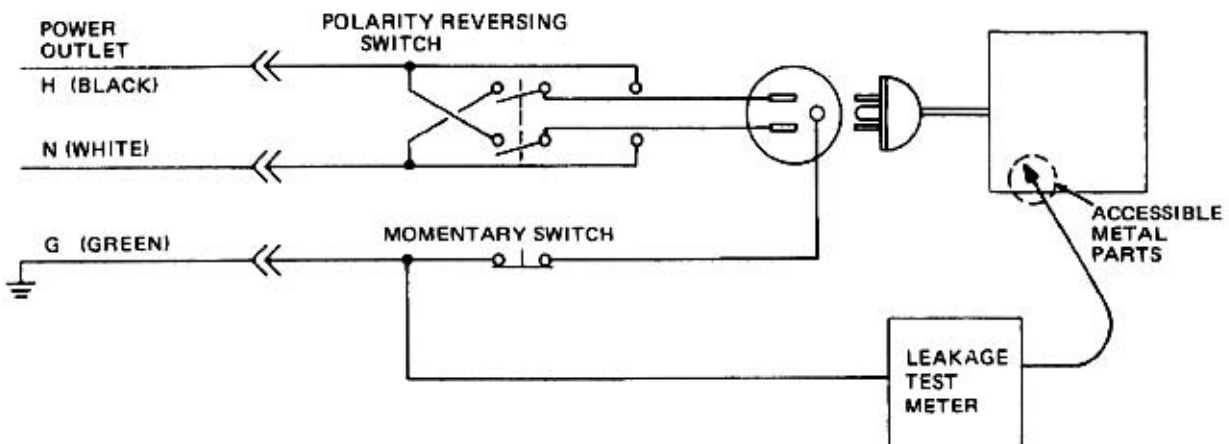 POWER
OUTLET
POLARITY REVERSING
SWITCH
H (BLACK)
N (WHITE)
G (GREEN)
MOMENTARY SWITCH
ACCESSIBLE
METAL
PARTS
LEAKAGE
TEST
METER